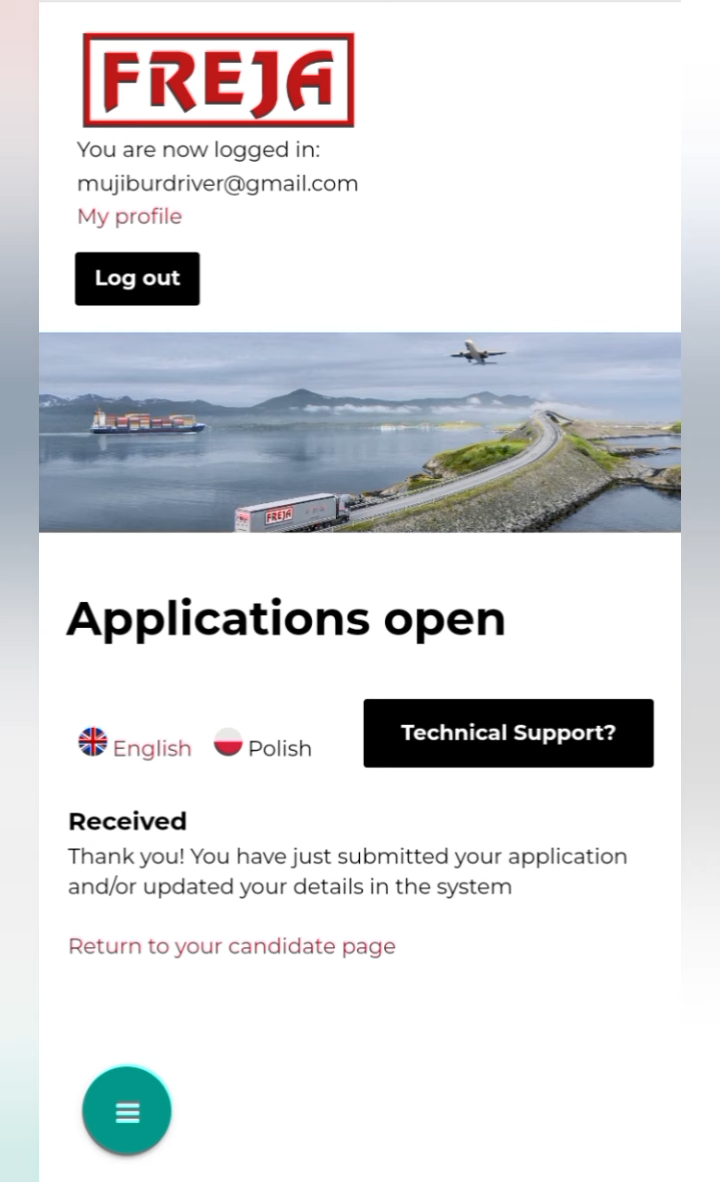 FREJA
You are now logged in:
mujiburdriver@gmail.com
My profile
Log out
FREJA
Applications open
English Polish
Technical Support?
Received
Thank you! You have just submitted your application
and/or updated your details in the system
Return to your candidate page